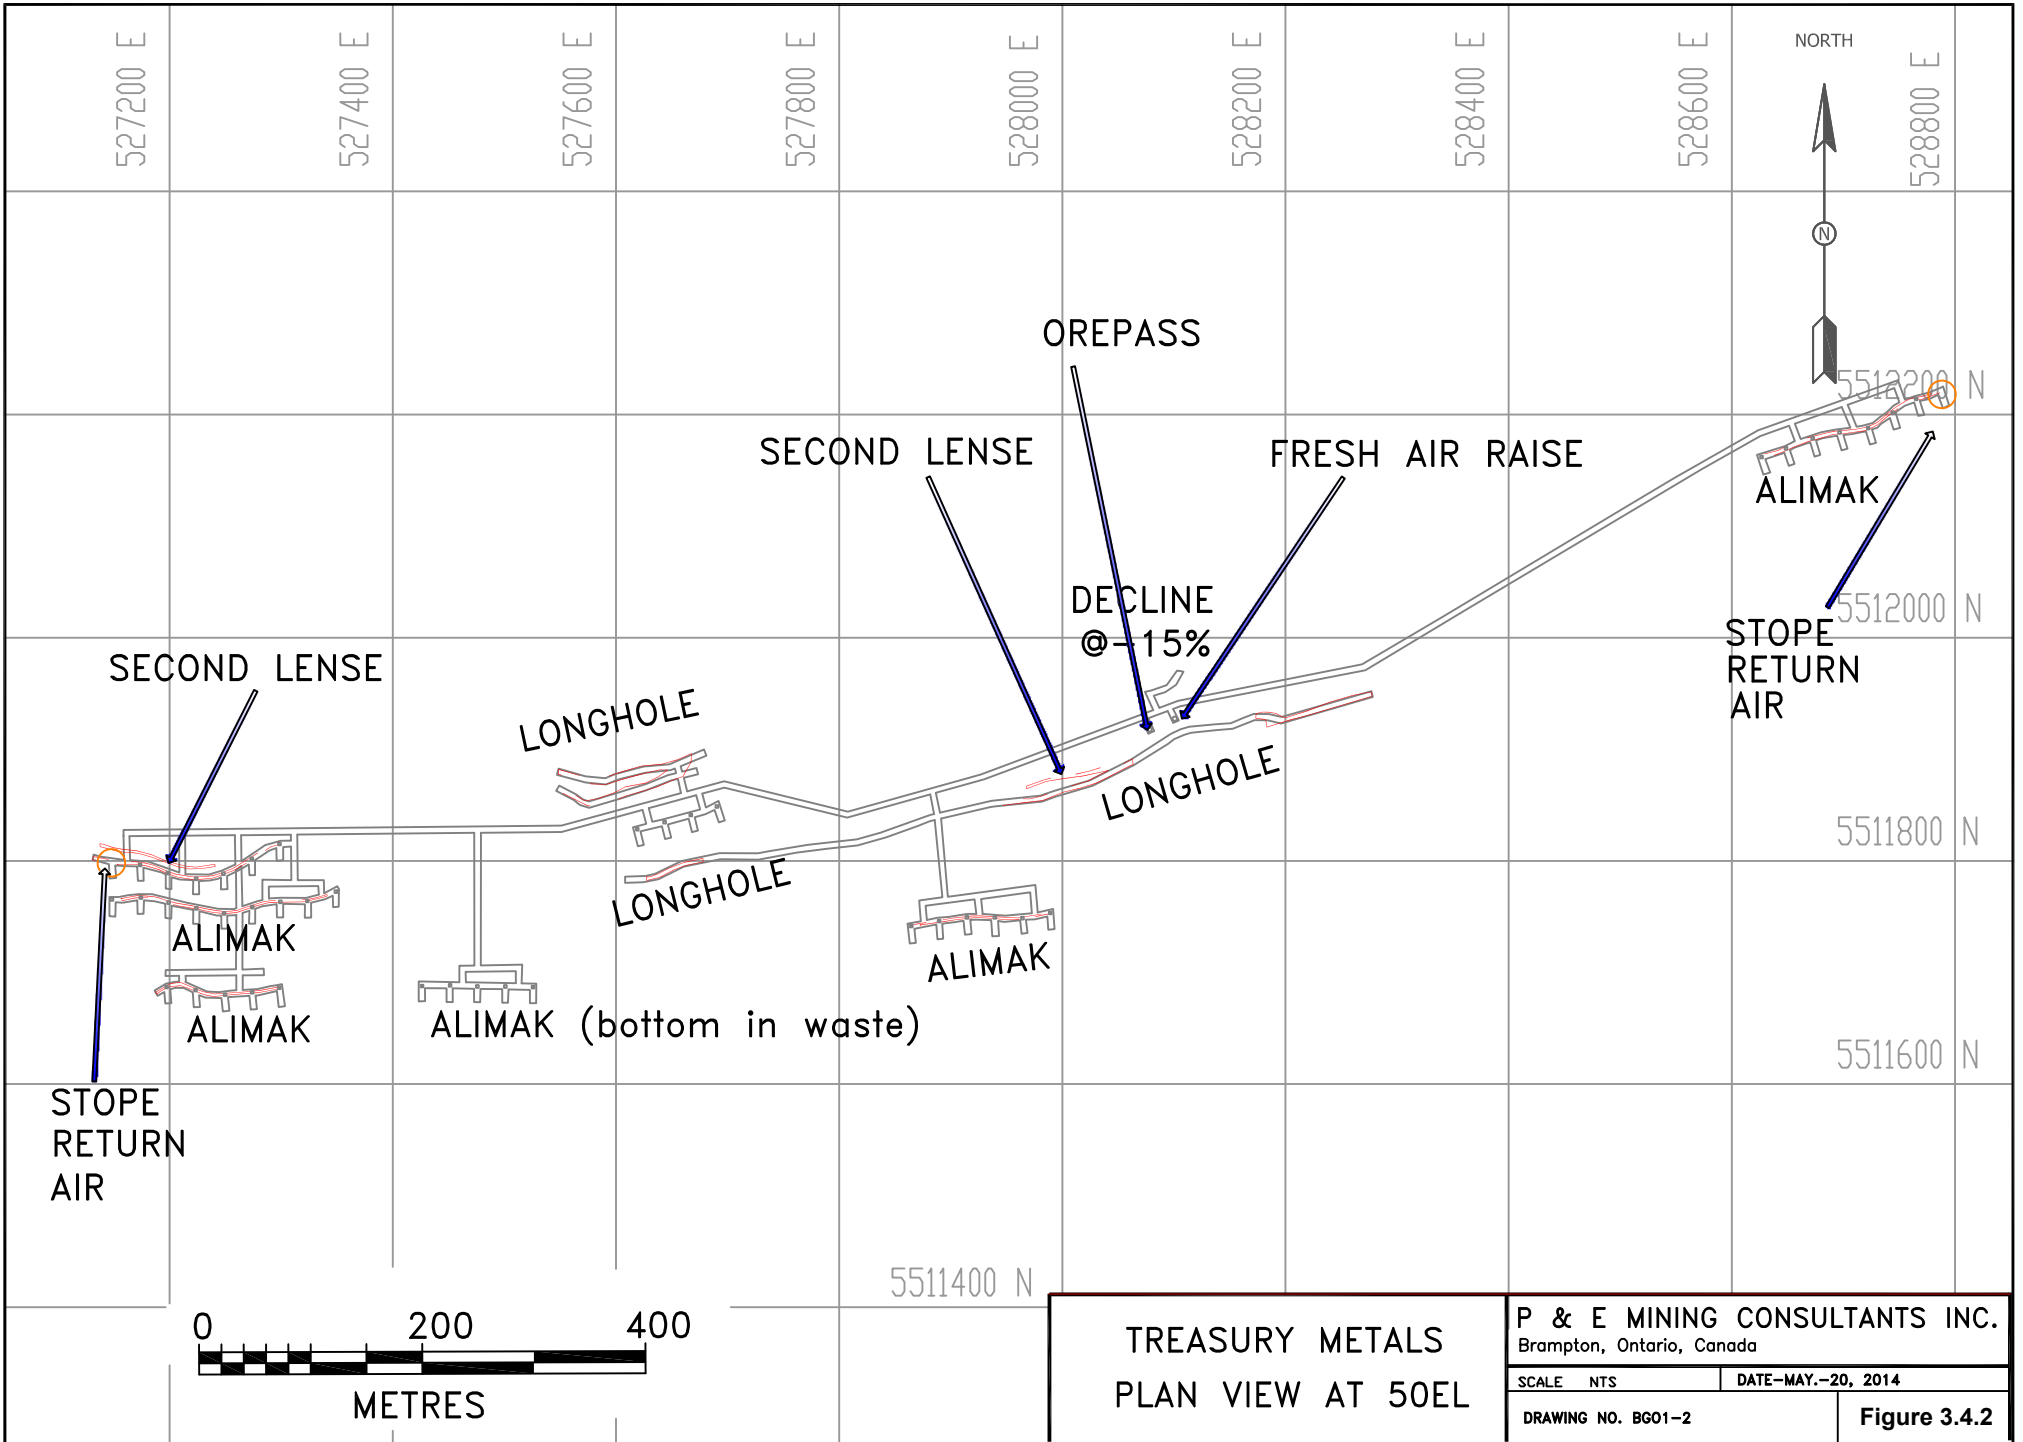 527200 E
527400 E
527600 E
527800 E
528000 E
528200 E
528400 E
528600 E
528800 E
NORTH
N
OREPASS
5512200 N
SECOND LENSE
FRESH AIR RAISE
ALIMAK
DECLINE
@-15%
5512000 N
STOPE
RETURN
AIR
SECOND LENSE
LONGHOLE
LONGHOLE
5511800 N
LONGHOLE
ALIMAK
ALIMAK
ALIMAK
ALIMAK (bottom in waste)
5511600 N
STOPE
RETURN
AIR
5511400 N
0 200 400
METRES
TREASURY METALS
PLAN VIEW AT 50EL
P & E MINING CONSULTANTS INC.
Brampton, Ontario, Canada
SCALE NTS
DATE-MAY.-20, 2014
DRAWING NO. BG01-2
Figure 3.4.2